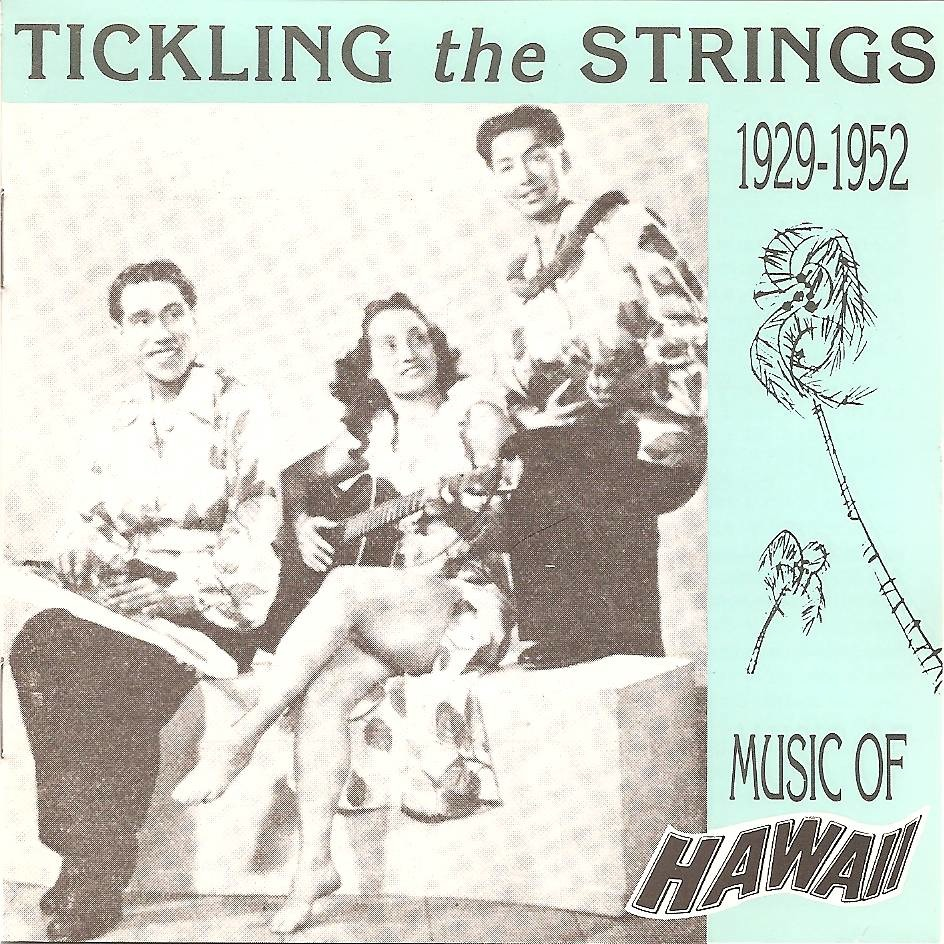 TICKLING the STRINGS
1929-1952
MUSIC OF
HAWAII